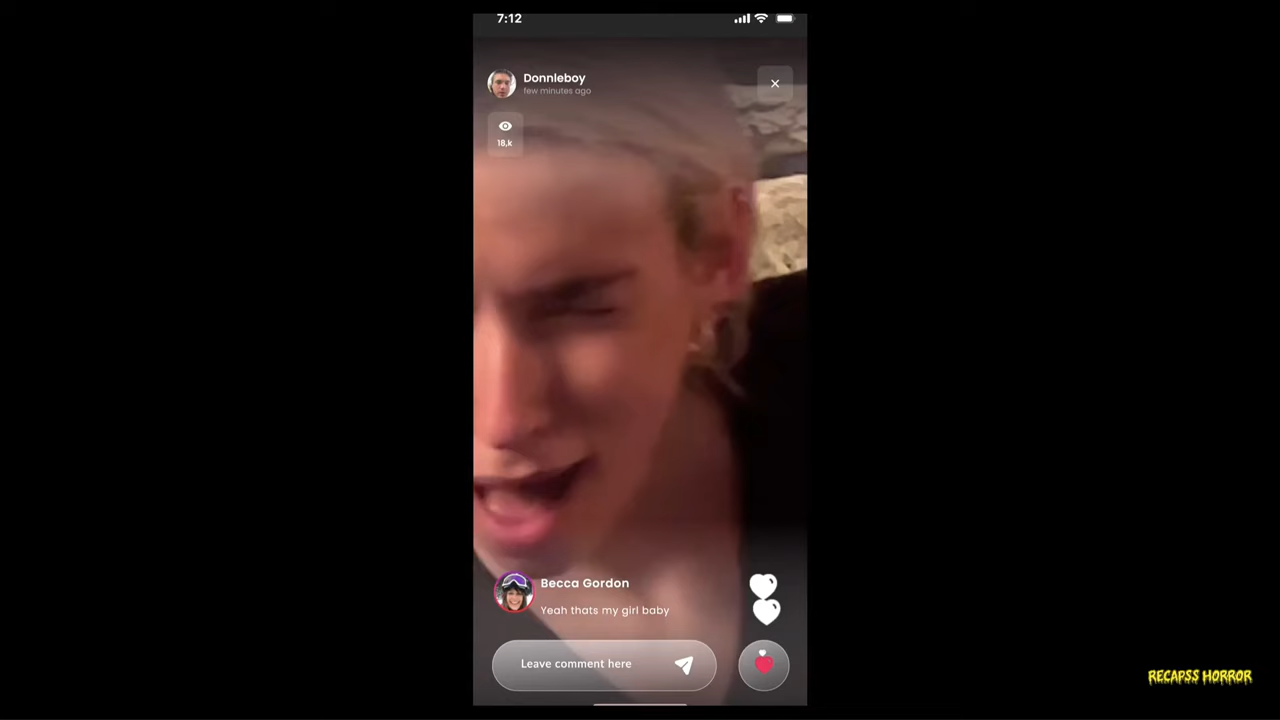 7:12
Donnleboy
few minutes ago
18,k
Becca Gordon
Yeah thats my girl baby
Leave comment here
RECAPSS HORROR